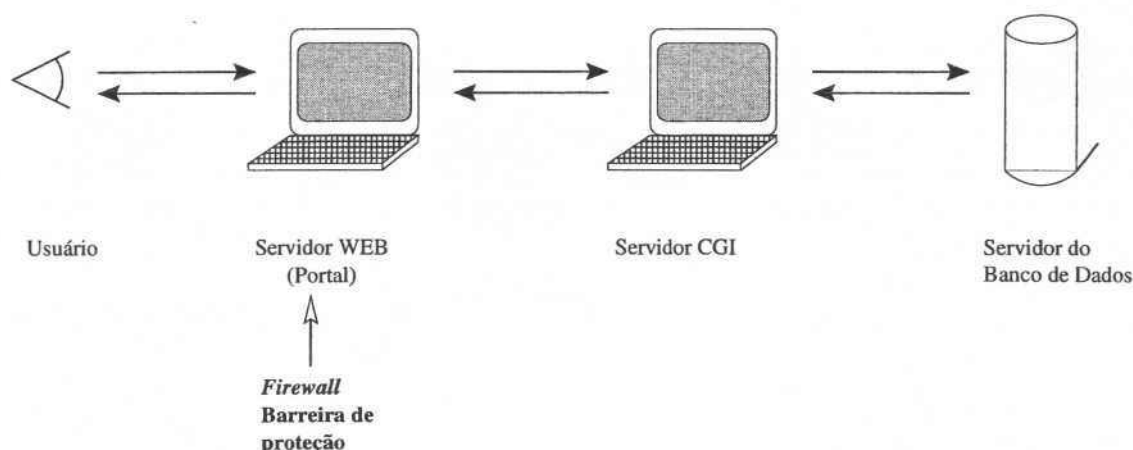 Usuário
Servidor WEB
(Portal)
Servidor CGI
Servidor do
Banco de Dados
Firewall
Barreira de
proteção